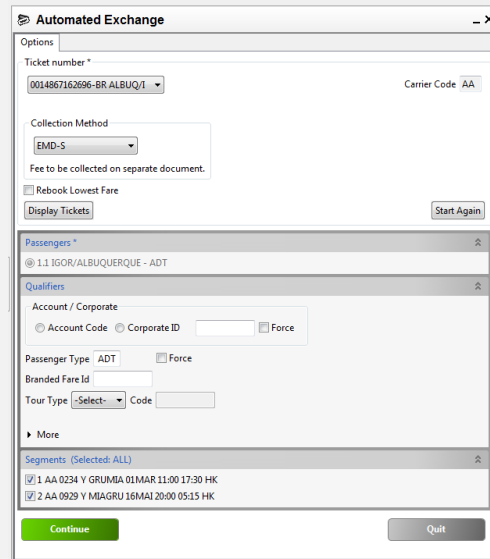 Automated Exchange
Options
Ticket number *
0014867162696-BR ALBUQ/I
Carrier Code AA
Collection Method
EMD-S
Fee to be collected on separate document.
Rebook Lowest Fare
Display Tickets
Start Again
Passengers *
1.1 IGOR/ALBUQUERQUE - ADT
Qualifiers
Account / Corporate
Account Code Corporate ID Force
Passenger Type ADT Force
Branded Fare Id
Tour Type -Select- Code
More
Segments (Selected: ALL)
1 AA 0234 Y GRUMIA 01MAR 11:00 17:30 HK
2 AA 0929 Y MIAGRU 16MAI 20:00 05:15 HK
Continue
Quit